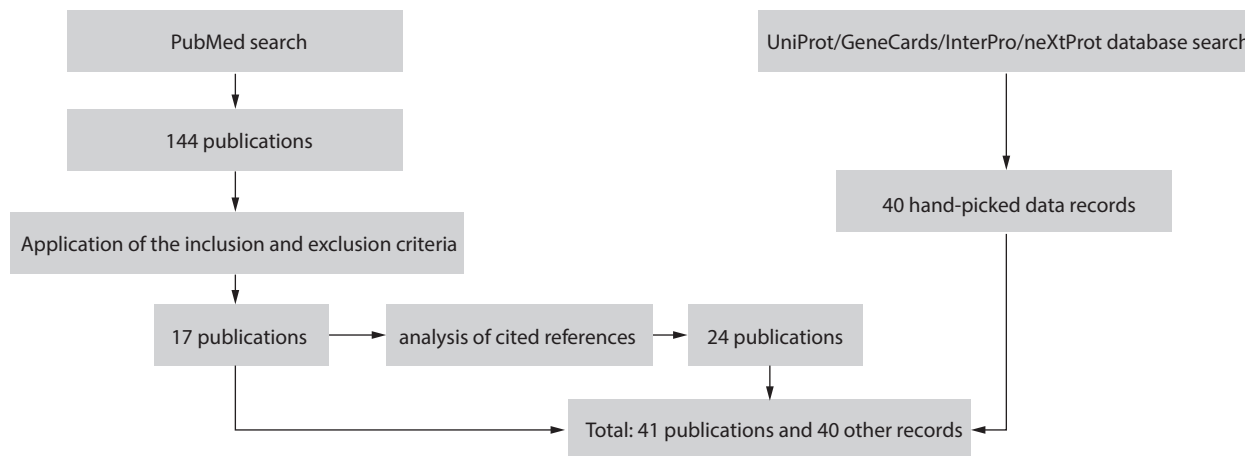 PubMed search
UniProt/GeneCards/InterPro/neXtProt database search
144 publications
40 hand-picked data records
Application of the inclusion and exclusion criteria
17 publications
analysis of cited references
24 publications
Total: 41 publications and 40 other records